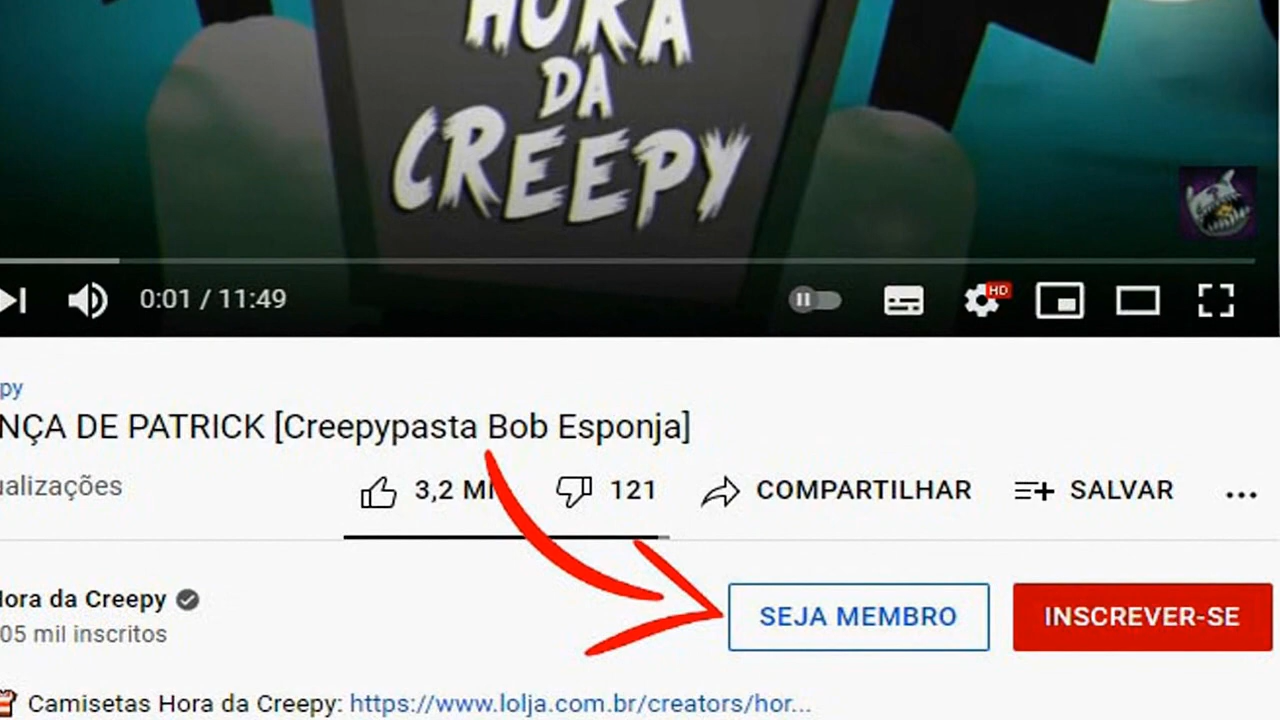 HORA
DA
CREEPY
0:01 / 11:49
HD
py
NÇA DE PATRICK [Creepypasta Bob Esponja]
ualizações
3,2 MI
121
COMPARTILHAR
SALVAR
...
Hora da Creepy
05 mil inscritos
SEJA MEMBRO
INSCREVER-SE
Camisetas Hora da Creepy: https://www.lolja.com.br/creators/hor...